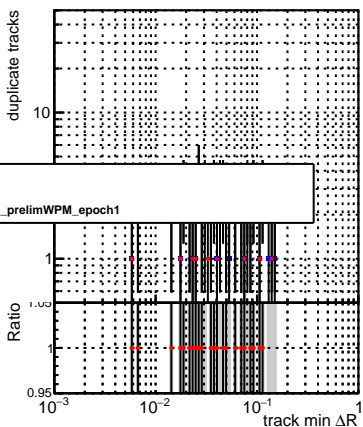 duplicate tracks
10
_prelimWPM_epoch1
1
Ratio
1.05
1
0.95
10⁻³ 10⁻² 10⁻¹ 1
track min ΔR